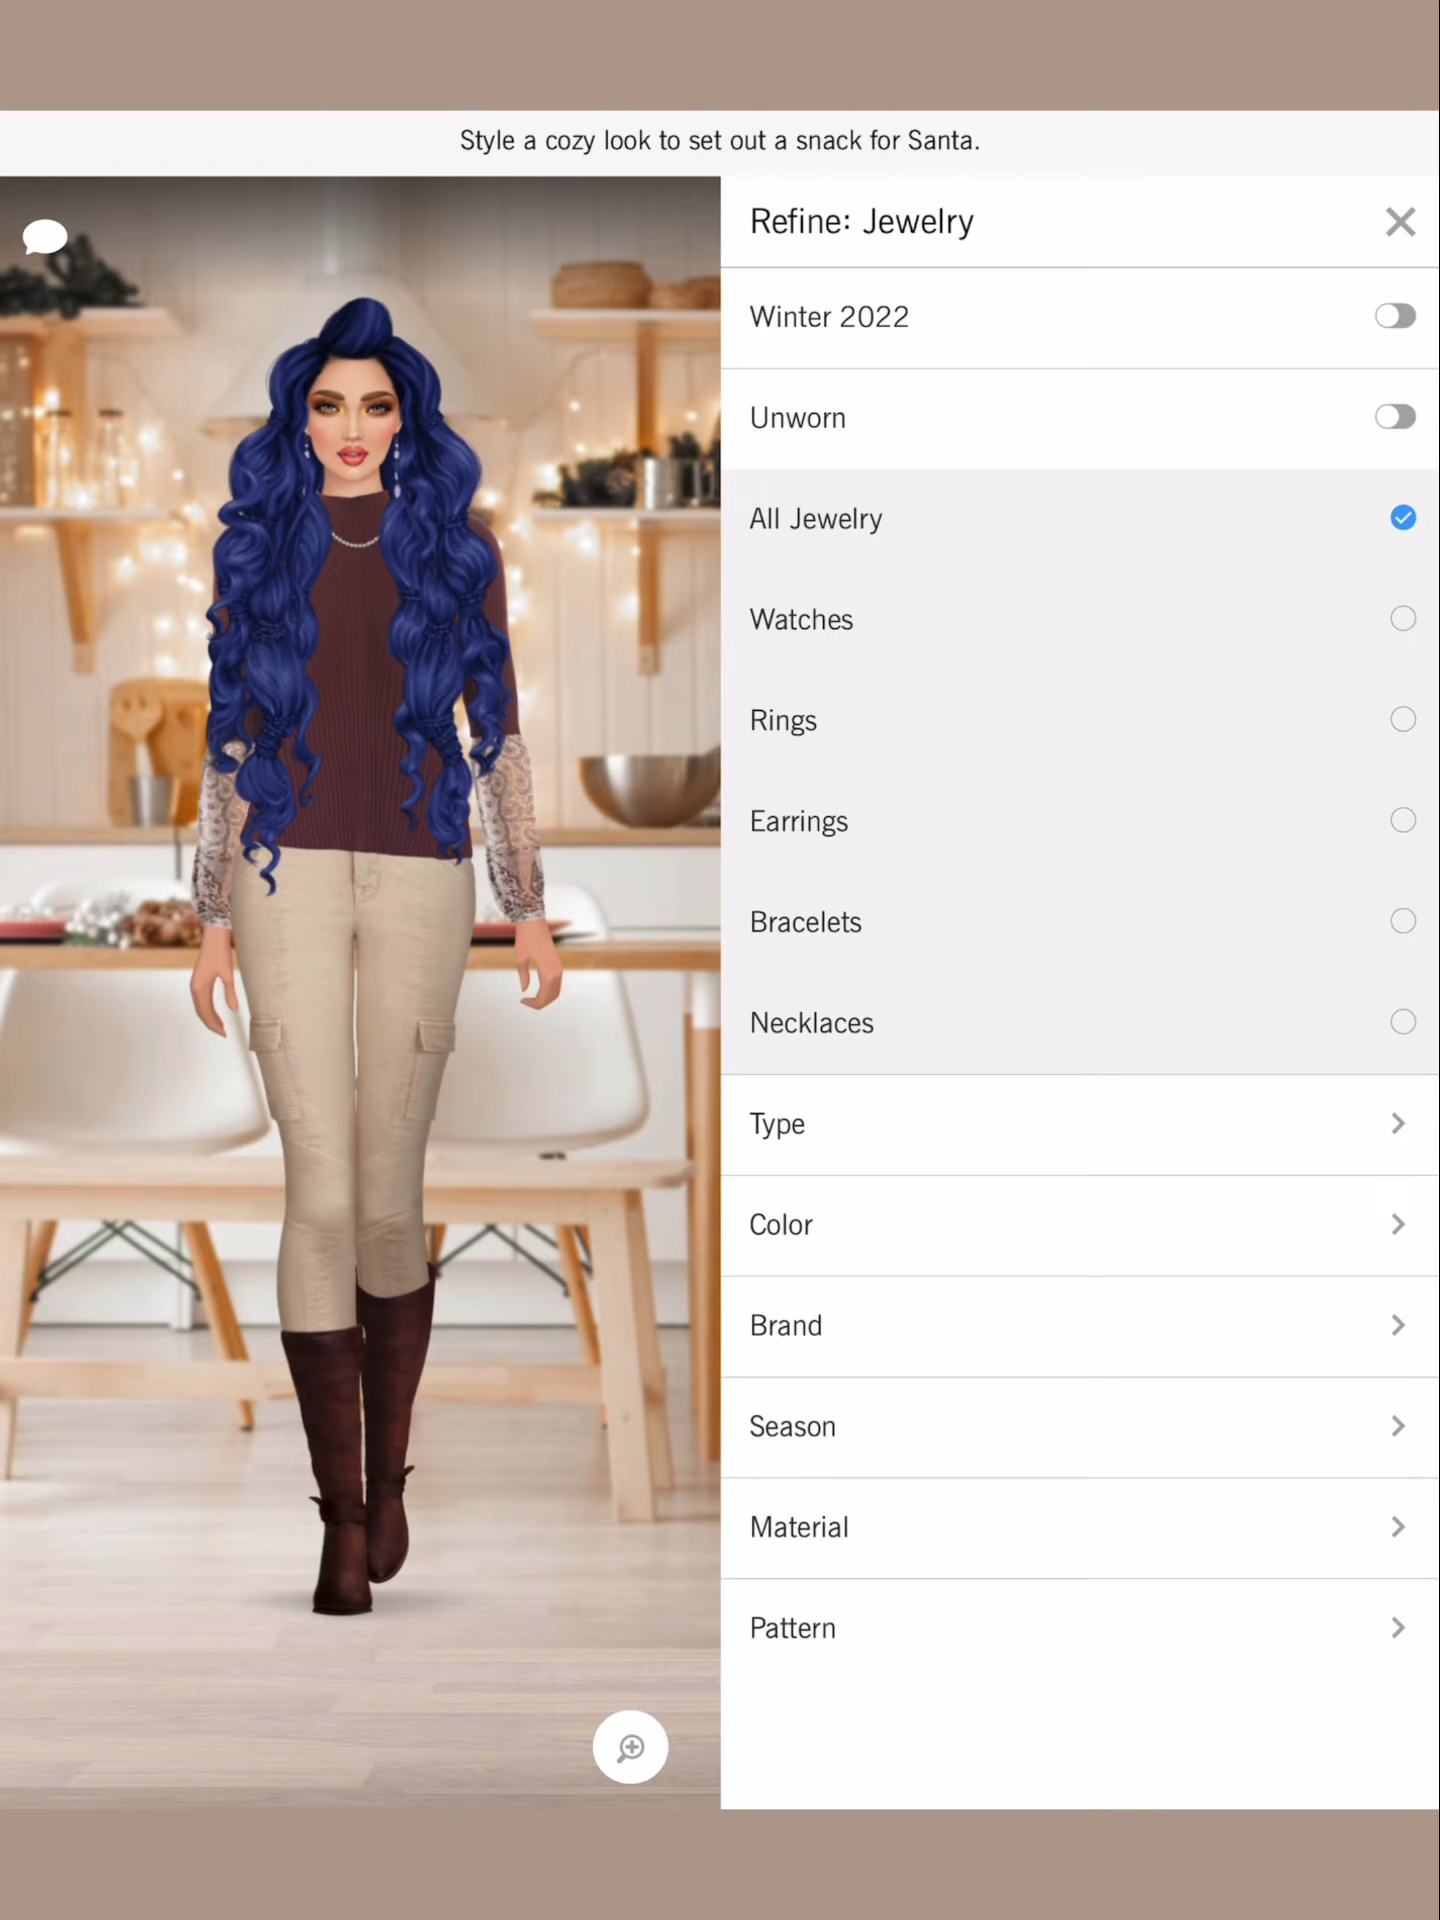 Style a cozy look to set out a snack for Santa.
Refine: Jewelry
Winter 2022
Unworn
All Jewelry
Watches
Rings
Earrings
Bracelets
Necklaces
Type
Color
Brand
Season
Material
Pattern